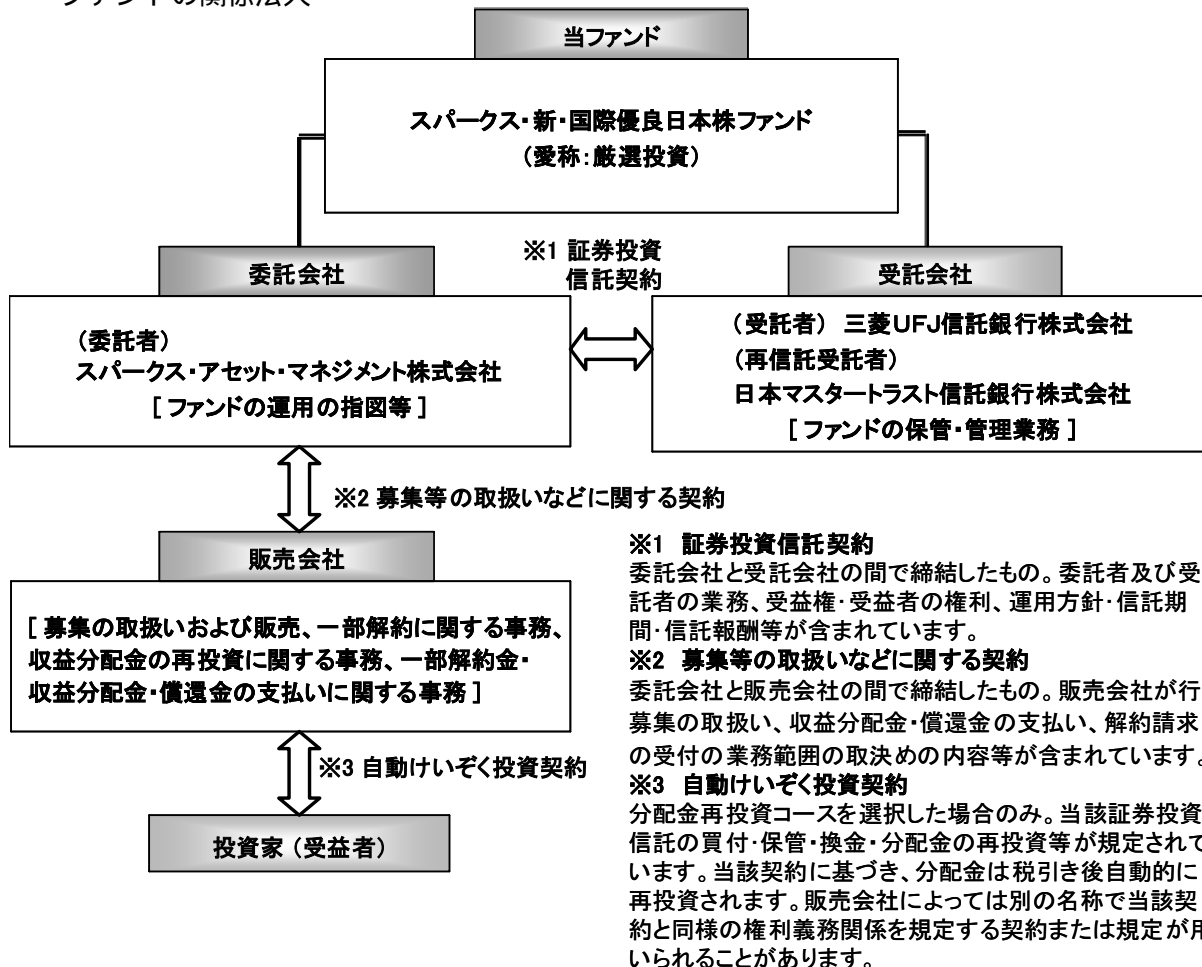 ファンドの関係法人
当ファンド
スパークス・新・国際優良日本株ファンド
(愛称:厳選投資)
※1 証券投資
信託契約
委託会社
受託会社
(委託者)
スパークス・アセット・マネジメント株式会社
[ ファンドの運用の指図等 ]
(受託者) 三菱UFJ信託銀行株式会社
(再信託受託者)
日本マスタートラスト信託銀行株式会社
[ ファンドの保管・管理業務 ]
※2 募集等の取扱いなどに関する契約
販売会社
[ 募集の取扱いおよび販売、一部解約に関する事務、
収益分配金の再投資に関する事務、一部解約金・
収益分配金・償還金の支払いに関する事務 ]
※3 自動けいぞく投資契約
投資家 (受益者)
※1 証券投資信託契約
委託会社と受託会社の間で締結したもの。委託者及び受
託者の業務、受益権・受益者の権利、運用方針・信託期
間・信託報酬等が含まれています。
※2 募集等の取扱いなどに関する契約
委託会社と販売会社の間で締結したもの。販売会社が行
募集の取扱い、収益分配金・償還金の支払い、解約請求
の受付の業務範囲の取決めの内容等が含まれています。
※3 自動けいぞく投資契約
分配金再投資コースを選択した場合のみ。当該証券投資
信託の買付・保管・換金・分配金の再投資等が規定されて
います。当該契約に基づき、分配金は税引き後自動的に
再投資されます。販売会社によっては別の名称で当該契
約と同様の権利義務関係を規定する契約または規定が用
いられることがあります。